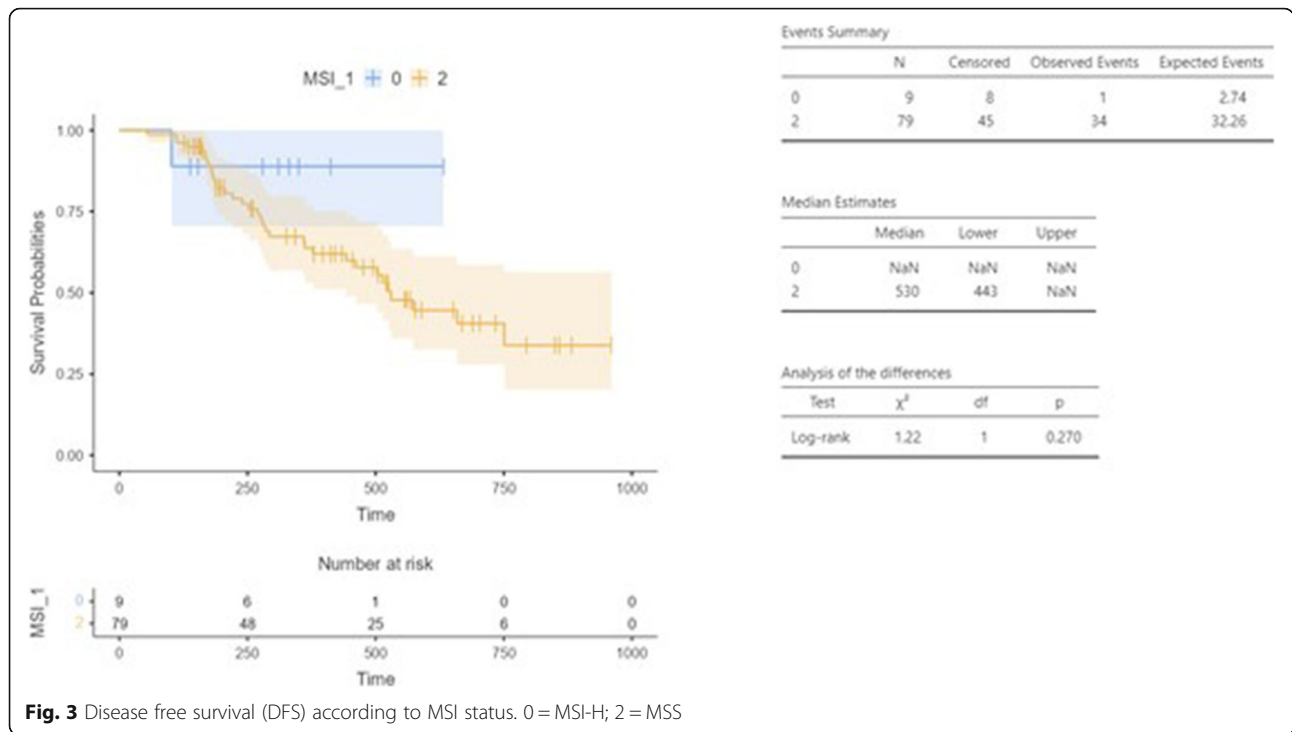 MSI_1 0 2
1.00
0.75
0.50
0.25
0.00
Survival Probabilities
0 250 500 750 1000
Time
Number at risk
MSI_1
0 9 6 1 0 0
2 79 48 25 6 0
0 250 500 750 1000
Time
Events Summary
N Censored Observed Events Expected Events
0 9 8 1 2.74
2 79 45 34 32.26
Median Estimates
Median Lower Upper
0 NaN NaN NaN
2 530 443 NaN
Analysis of the differences
Test χ² df p
Log-rank 1.22 1 0.270
Fig. 3 Disease free survival (DFS) according to MSI status. 0 = MSI-H; 2 = MSS